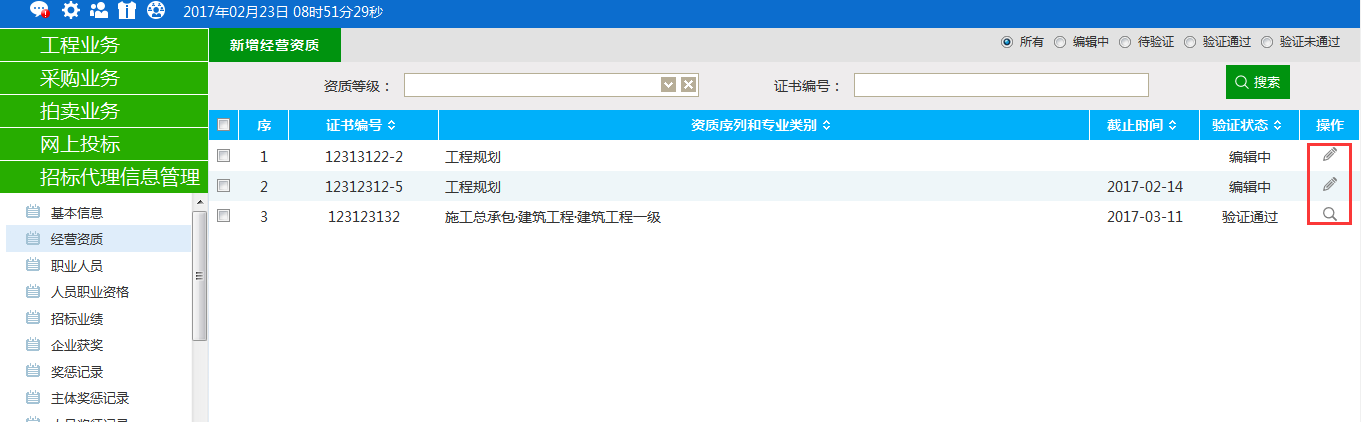 2017年02月23日 08时51分29秒
工程业务
采购业务
拍卖业务
网上投标
招标代理信息管理
基本信息
经营资质
职业人员
人员职业资格
招标业绩
企业获奖
奖惩记录
主体奖惩记录
新增经营资质
所有 编辑中 待验证 验证通过 验证未通过
资质等级： 证书编号： 搜索
序 证书编号 资质序列和专业类别 截止时间 验证状态 操作
1 12313122-2 工程规划 编辑中
2 12312312-5 工程规划 2017-02-14 编辑中
3 123123132 施工总承包·建筑工程·建筑工程一级 2017-03-11 验证通过